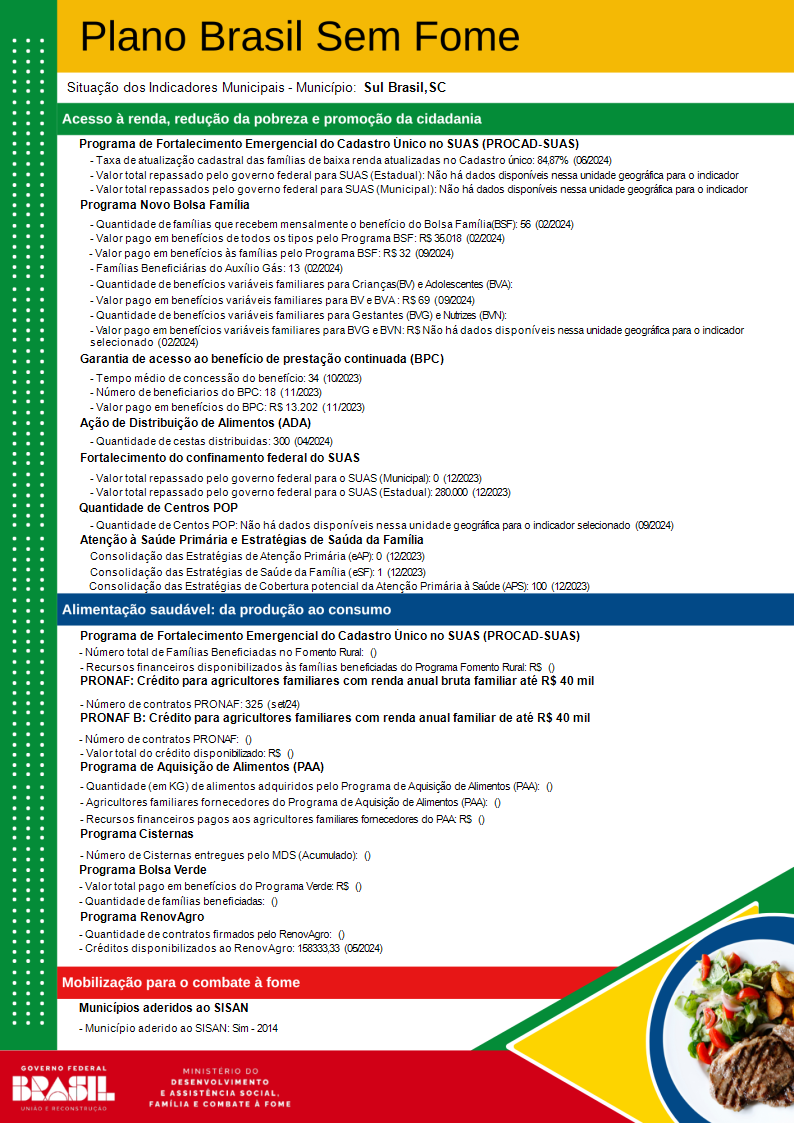 Plano Brasil Sem Fome
Situação dos Indicadores Municipais - Município: Sul Brasil,SC
Acesso à renda, redução da pobreza e promoção da cidadania
Programa de Fortalecimento Emergencial do Cadastro Único no SUAS (PROCAD-SUAS)
- Taxa de atualização cadastral das famílias de baixa renda atualizadas no Cadastro único: 84,87% (06/2024)
- Valor total repassado pelo governo federal para SUAS (Estadual): Não há dados disponíveis nessa unidade geográfica para o indicador
- Valor total repassados pelo governo federal para SUAS (Municipal): Não há dados disponíveis nessa unidade geográfica para o indicador
Programa Novo Bolsa Família
- Quantidade de famílias que recebem mensalmente o benefício do Bolsa Família(BSF): 56 (02/2024)
- Valor pago em benefícios de todos os tipos pelo Programa BSF: R$ 35.018 (02/2024)
- Valor pago em benefícios às famílias pelo Programa BSF: R$ 32 (09/2024)
- Famílias Beneficiárias do Auxílio Gás: 13 (02/2024)
- Quantidade de benefícios variáveis familiares para Crianças(BV) e Adolescentes (BVA):
- Valor pago em benefícios variáveis familiares para BV e BVA : R$ 69 (09/2024)
- Quantidade de benefícios variáveis familiares para Gestantes (BVG) e Nutrizes (BVN):
- Valor pago em benefícios variáveis familiares para BVG e BVN: R$ Não há dados disponíveis nessa unidade geográfica para o indicador
selecionado (02/2024)
Garantia de acesso ao benefício de prestação continuada (BPC)
- Tempo médio de concessão do benefício: 34 (10/2023)
- Número de beneficiarios do BPC: 18 (11/2023)
- Valor pago em benefícios do BPC: R$ 13.202 (11/2023)
Ação de Distribuição de Alimentos (ADA)
- Quantidade de cestas distribuidas: 300 (04/2024)
Fortalecimento do confinamento federal do SUAS
- Valor total repassado pelo governo federal para o SUAS (Municipal): 0 (12/2023)
- Valor total repassado pelo governo federal para o SUAS (Estadual): 280.000 (12/2023)
Quantidade de Centros POP
- Quantidade de Centos POP: Não há dados disponíveis nessa unidade geográfica para o indicador selecionado (09/2024)
Atenção à Saúde Primária e Estratégias de Saúda da Família
Consolidação das Estratégias de Atenção Primária (eAP): 0 (12/2023)
Consolidação das Estratégias de Saúde da Família (eSF): 1 (12/2023)
Consolidação das Estratégias de Cobertura potencial da Atenção Primária à Saúde (APS): 100 (12/2023)
Alimentação saudável: da produção ao consumo
Programa de Fortalecimento Emergencial do Cadastro Único no SUAS (PROCAD-SUAS)
- Número total de Famílias Beneficiadas no Fomento Rural: ()
- Recursos financeiros disponibilizados às famílias beneficiadas do Programa Fomento Rural: R$ ()
PRONAF: Crédito para agricultores familiares com renda anual bruta familiar até R$ 40 mil
- Número de contratos PRONAF: 325 (set/24)
PRONAF B: Crédito para agricultores familiares com renda anual familiar de até R$ 40 mil
- Número de contratos PRONAF: ()
- Valor total do crédito disponibilizado: R$ ()
Programa de Aquisição de Alimentos (PAA)
- Quantidade (em KG) de alimentos adquiridos pelo Programa de Aquisição de Alimentos (PAA): ()
- Agricultores familiares fornecedores do Programa de Aquisição de Alimentos (PAA): ()
- Recursos financeiros pagos aos agricultores familiares fornecedores do PAA: R$ ()
Programa Cisternas
- Número de Cisternas entregues pelo MDS (Acumulado): ()
Programa Bolsa Verde
- Valor total pago em benefícios do Programa Verde: R$ ()
- Quantidade de famílias beneficiadas: ()
Programa RenovAgro
- Quantidade de contratos firmados pelo RenovAgro: ()
- Créditos disponibilizados ao RenovAgro: 158333,33 (05/2024)
Mobilização para o combate à fome
Municípios aderidos ao SISAN
- Município aderido ao SISAN: Sim - 2014
GOVERNO FEDERAL
BRASIL
UNIÃO E RECONSTRUÇÃO
MINISTÉRIO DO
DESENVOLVIMENTO
E ASSISTÊNCIA SOCIAL,
FAMÍLIA E COMBATE À FOME